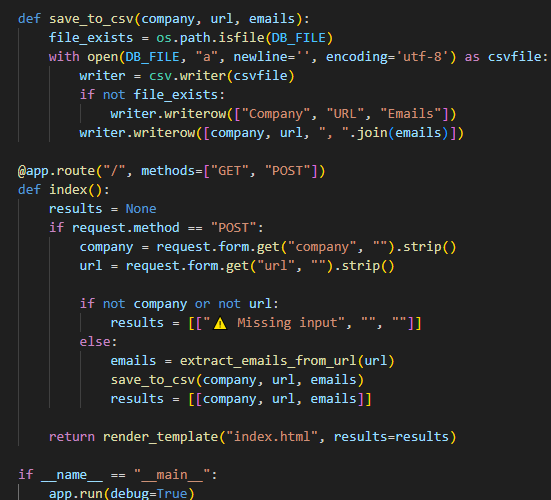 def save_to_csv(company, url, emails):
    file_exists = os.path.isfile(DB_FILE)
    with open(DB_FILE, "a", newline='', encoding='utf-8') as csvfile:
        writer = csv.writer(csvfile)
        if not file_exists:
            writer.writerow(["Company", "URL", "Emails"])
        writer.writerow([company, url, ", ".join(emails)])

@app.route("/", methods=["GET", "POST"])
def index():
    results = None
    if request.method == "POST":
        company = request.form.get("company", "").strip()
        url = request.form.get("url", "").strip()

        if not company or not url:
            results = [["⚠️ Missing input", "", ""]]
        else:
            emails = extract_emails_from_url(url)
            save_to_csv(company, url, emails)
            results = [[company, url, emails]]

    return render_template("index.html", results=results)

if __name__ == "__main__":
    app.run(debug=True)